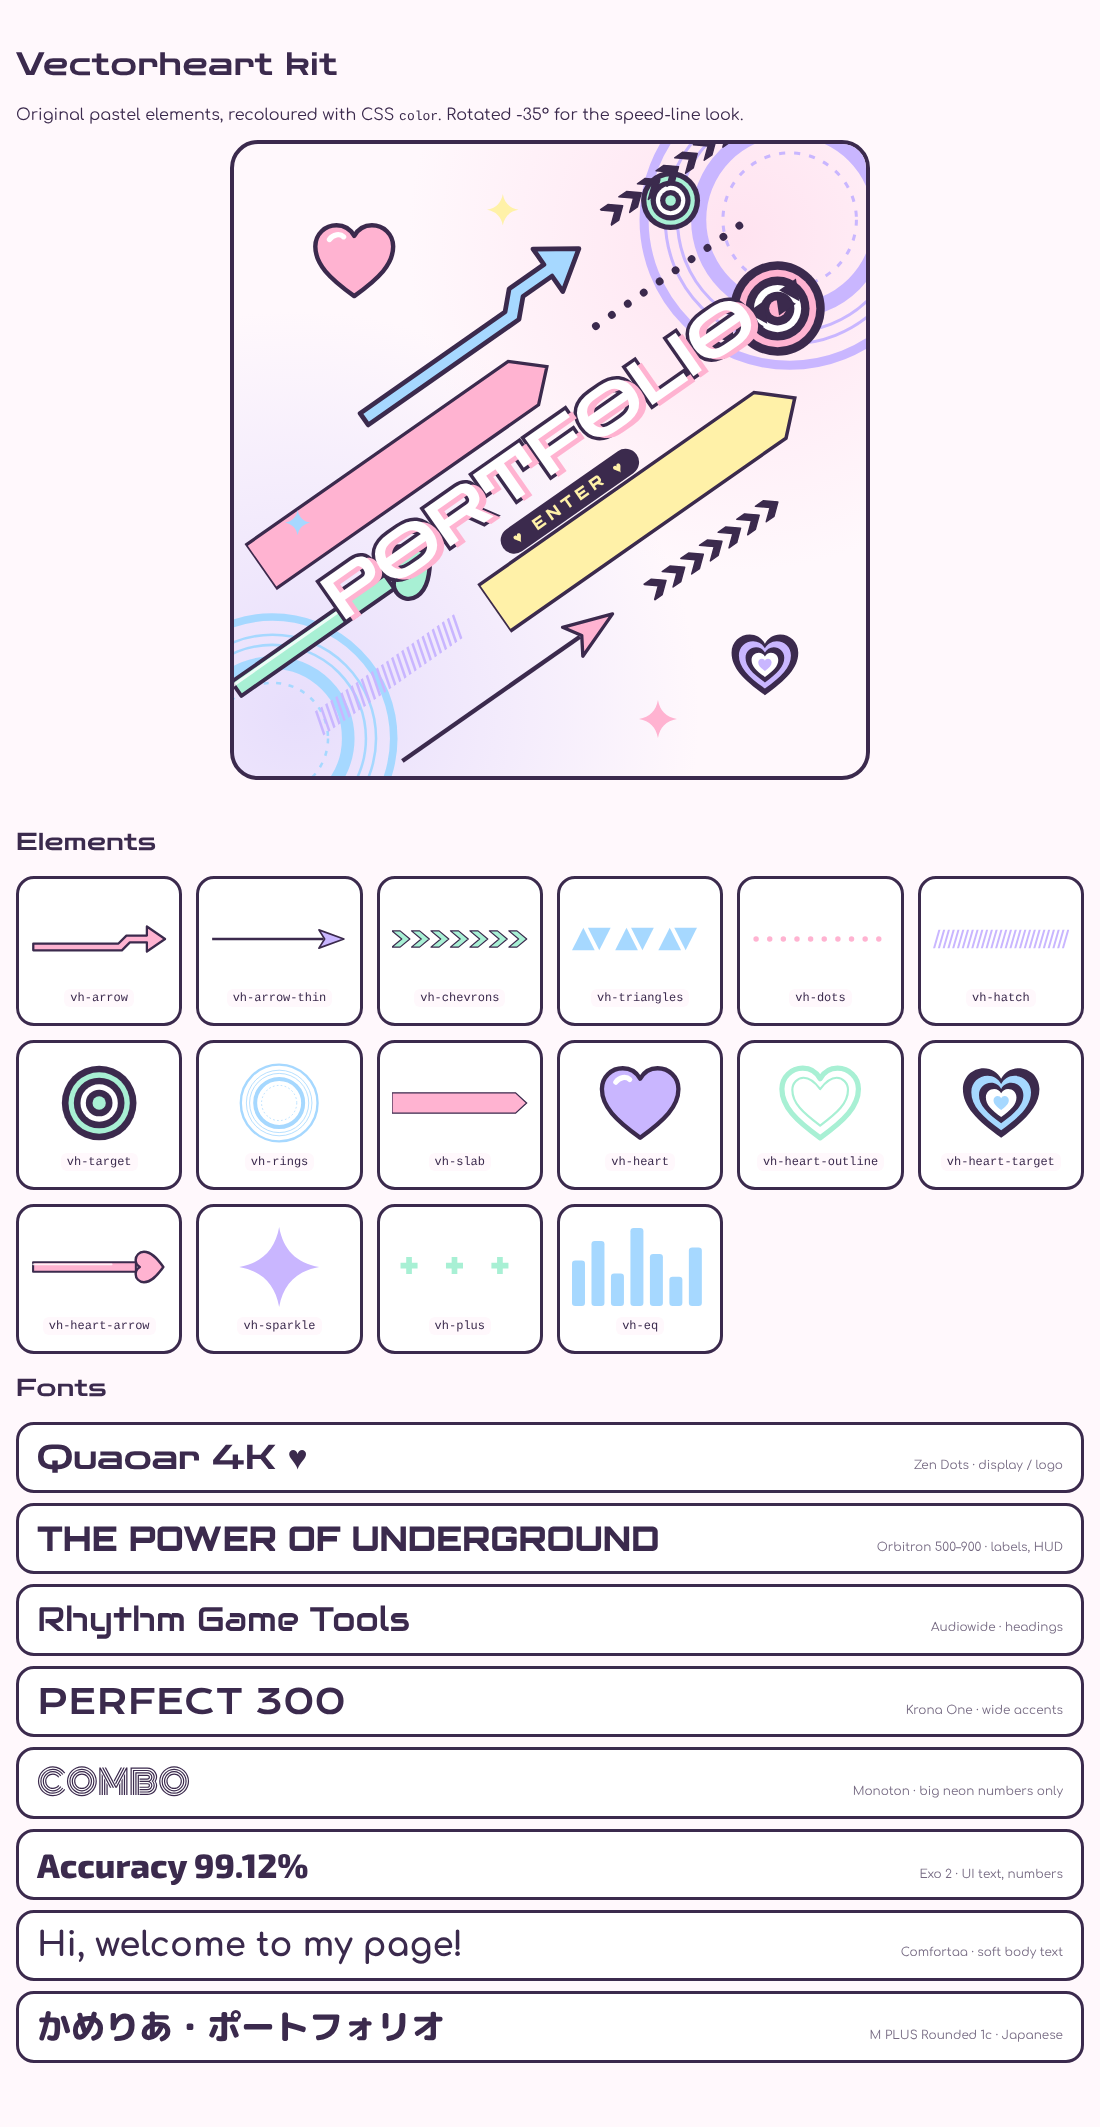 Vectorheart kit
Original pastel elements, recoloured with CSS color. Rotated -35° for the speed-line look.
PORTFOLIO
♥ ENTER ♥
Elements
vh-arrow
vh-arrow-thin
vh-chevrons
vh-triangles
vh-dots
vh-hatch
vh-target
vh-rings
vh-slab
vh-heart
vh-heart-outline
vh-heart-target
vh-heart-arrow
vh-sparkle
vh-plus
vh-eq
Fonts
Quaoar 4K ♥
Zen Dots · display / logo
THE POWER OF UNDERGROUND
Orbitron 500–900 · labels, HUD
Rhythm Game Tools
Audiowide · headings
PERFECT 300
Krona One · wide accents
COMBO
Monoton · big neon numbers only
Accuracy 99.12%
Exo 2 · UI text, numbers
Hi, welcome to my page!
Comfortaa · soft body text
かめりあ・ポートフォリオ
M PLUS Rounded 1c · Japanese